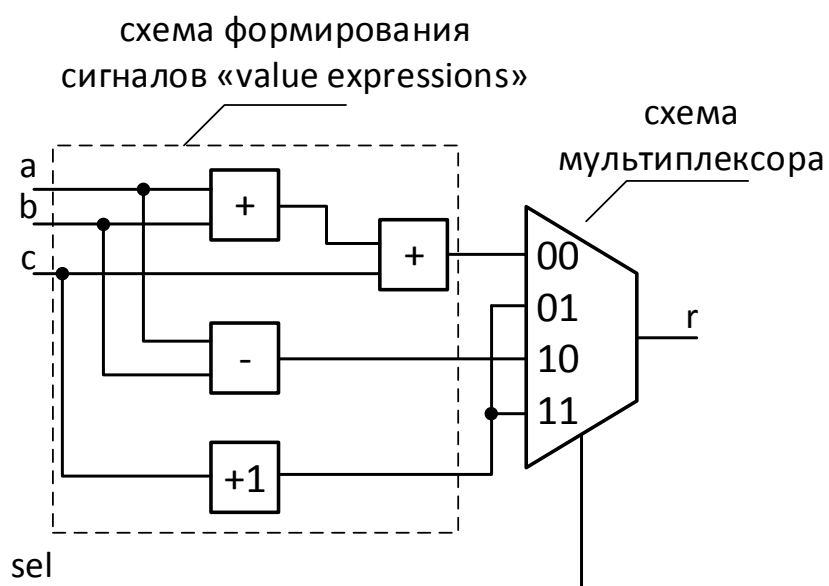 схема формирования
сигналов «value expressions»
схема
мультиплексора
a
b
c
+
+
-
+1
00
01
10
11
r
sel